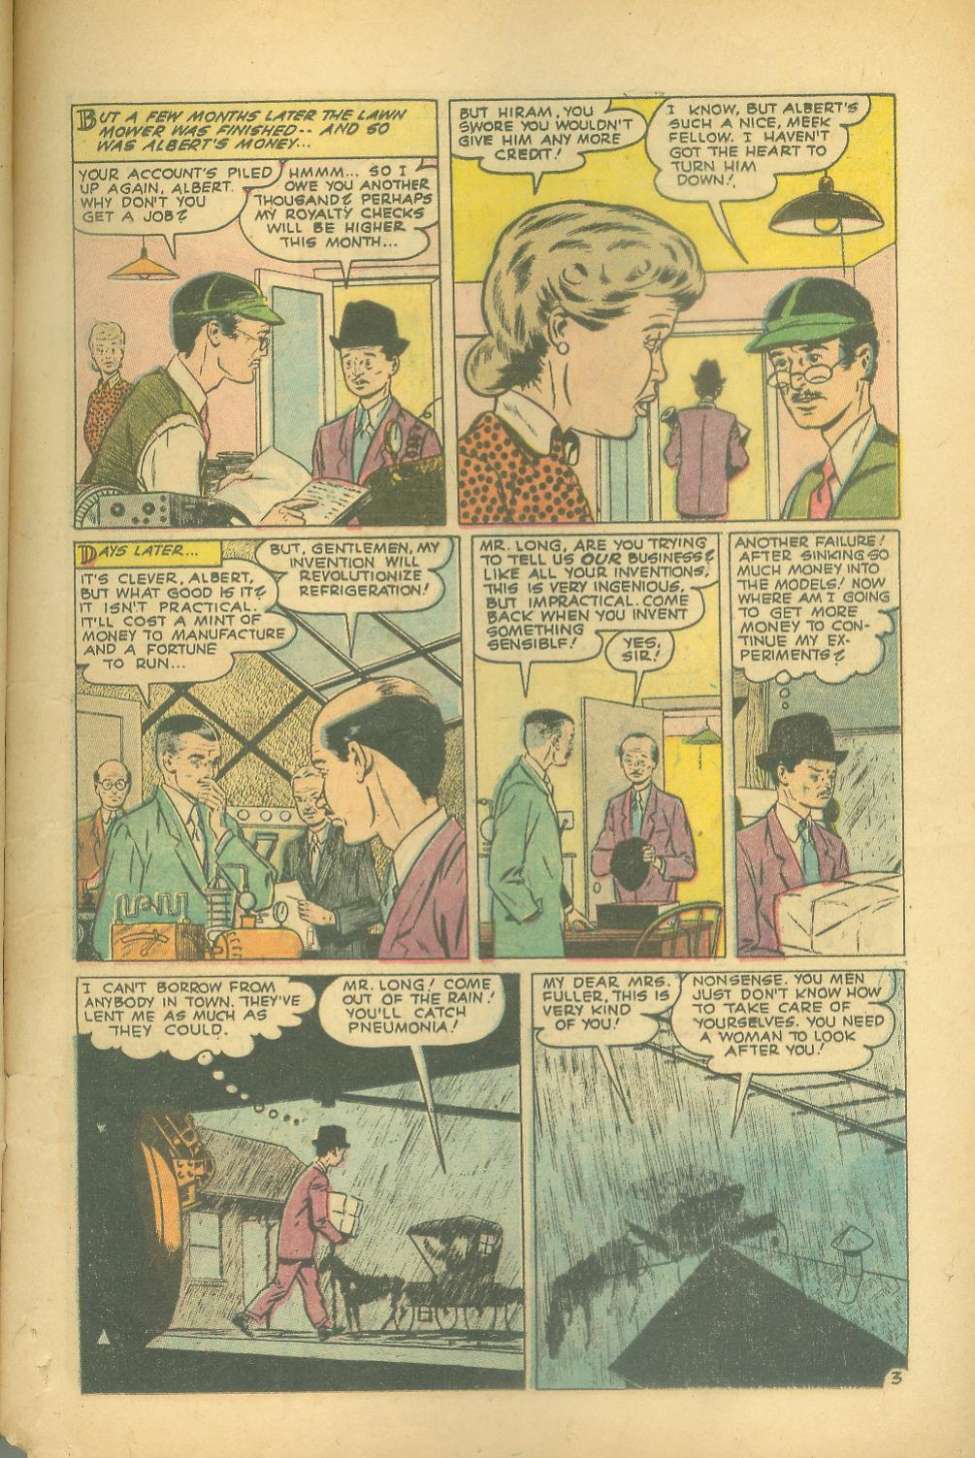 BUT A FEW MONTHS LATER THE LAWN
MOWER WAS FINISHED-- AND SO
WAS ALBERT'S MONEY...
YOUR ACCOUNT'S PILED
UP AGAIN, ALBERT.
WHY DON'T YOU
GET A JOB?
HMMM... SO I
OWE YOU ANOTHER
THOUSAND? PERHAPS
MY ROYALTY CHECKS
WILL BE HIGHER
THIS MONTH...
BUT HIRAM, YOU
SWORE YOU WOULDN'T
GIVE HIM ANY MORE
CREDIT!
I KNOW, BUT ALBERT'S
SUCH A NICE, MEEK
FELLOW. I HAVEN'T
GOT THE HEART TO
TURN HIM
DOWN!
DAYS LATER...
IT'S CLEVER, ALBERT,
BUT WHAT GOOD IS IT?
IT ISN'T PRACTICAL.
IT'LL COST A MINT OF
MONEY TO MANUFACTURE
AND A FORTUNE
TO RUN...
BUT, GENTLEMEN, MY
INVENTION WILL
REVOLUTIONIZE
REFRIGERATION!
MR. LONG, ARE YOU TRYING
TO TELL US OUR BUSINESS?
LIKE ALL YOUR INVENTIONS,
THIS IS VERY INGENIOUS,
BUT IMPRACTICAL. COME
BACK WHEN YOU INVENT
SOMETHING
SENSIBLE!
YES,
SIR!
ANOTHER FAILURE!
AFTER SINKING SO
MUCH MONEY INTO
THE MODELS! NOW
WHERE AM I GOING
TO GET MORE
MONEY TO CON-
TINUE MY EX-
PERIMENTS?
I CAN'T BORROW FROM
ANYBODY IN TOWN. THEY'VE
LENT ME AS MUCH AS
THEY COULD.
MR. LONG! COME
OUT OF THE RAIN!
YOU'LL CATCH
PNEUMONIA!
MY DEAR MRS.
FULLER, THIS IS
VERY KIND
OF YOU!
NONSENSE. YOU MEN
JUST DON'T KNOW HOW
TO TAKE CARE OF
YOURSELVES. YOU NEED
A WOMAN TO LOOK
AFTER YOU!
3